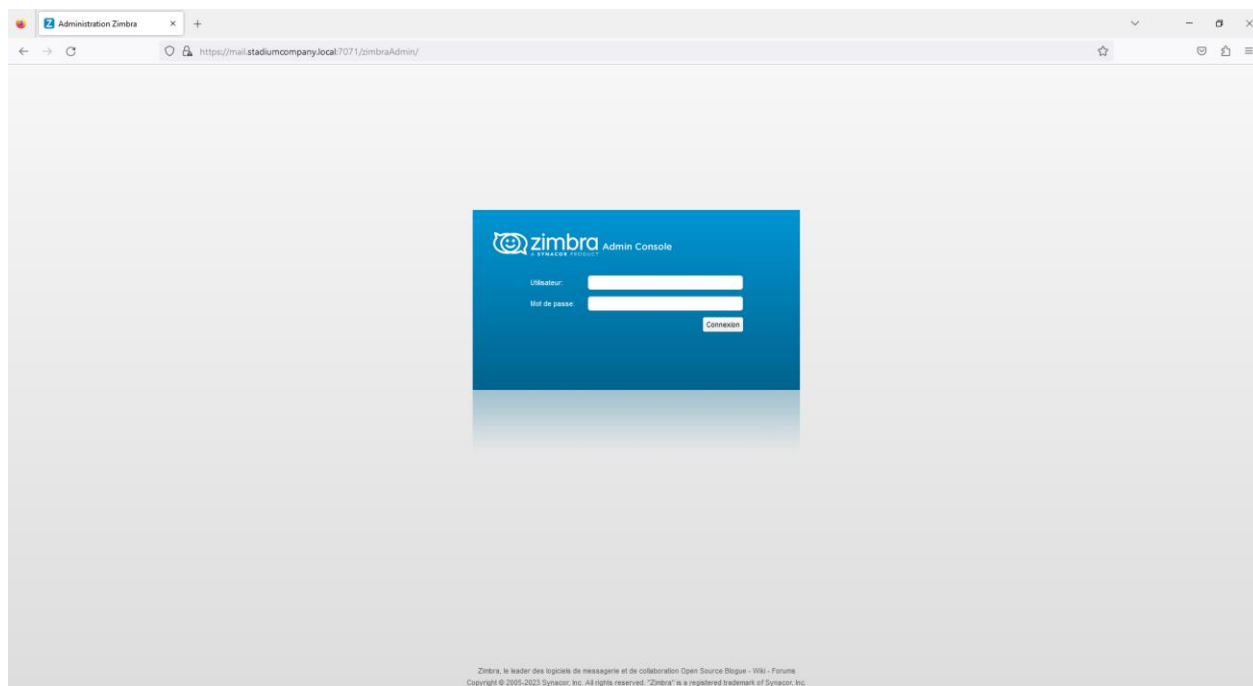 Administration Zimbra
https://mail.stadiumcompany.local:7071/zimbraAdmin/
zimbra Admin Console
A SYNACOR PRODUCT
Utilisateur:
Mot de passe:
Connexion
Zimbra, le leader des logiciels de messagerie et de collaboration Open Source Blogue - Wiki - Forums
Copyright © 2005-2023 Synacor, Inc. All rights reserved. "Zimbra" is a registered trademark of Synacor, Inc.